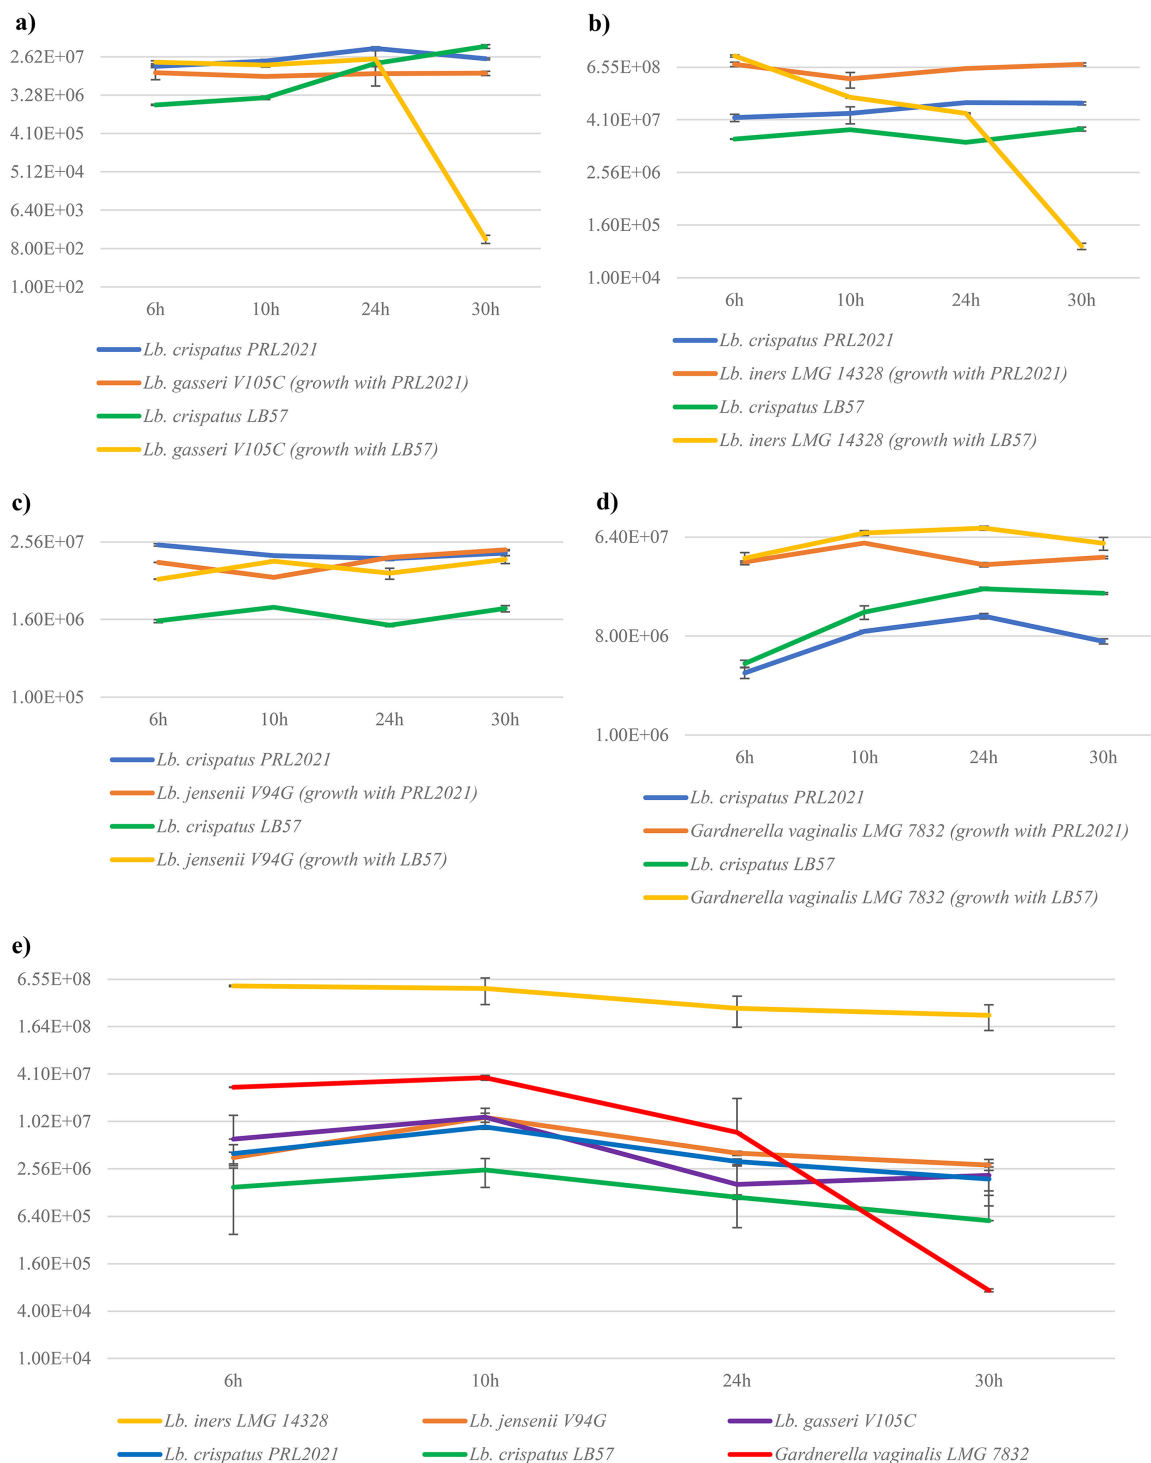 a)
2.62E+07
3.28E+06
4.10E+05
5.12E+04
6.40E+03
8.00E+02
1.00E+02
6h 10h 24h 30h
Lb. crispatus PRL2021
Lb. gasseri V105C (growth with PRL2021)
Lb. crispatus LB57
Lb. gasseri V105C (growth with LB57)
b)
6.55E+08
4.10E+07
2.56E+06
1.60E+05
1.00E+04
6h 10h 24h 30h
Lb. crispatus PRL2021
Lb. iners LMG 14328 (growth with PRL2021)
Lb. crispatus LB57
Lb. iners LMG 14328 (growth with LB57)
c)
2.56E+07
1.60E+06
1.00E+05
6h 10h 24h 30h
Lb. crispatus PRL2021
Lb. jensenii V94G (growth with PRL2021)
Lb. crispatus LB57
Lb. jensenii V94G (growth with LB57)
d)
6.40E+07
8.00E+06
1.00E+06
6h 10h 24h 30h
Lb. crispatus PRL2021
Gardnerella vaginalis LMG 7832 (growth with PRL2021)
Lb. crispatus LB57
Gardnerella vaginalis LMG 7832 (growth with LB57)
e)
6.55E+08
1.64E+08
4.10E+07
1.02E+07
2.56E+06
6.40E+05
1.60E+05
4.00E+04
1.00E+04
6h 10h 24h 30h
Lb. iners LMG 14328 Lb. jensenii V94G Lb. gasseri V105C
Lb. crispatus PRL2021 Lb. crispatus LB57 Gardnerella vaginalis LMG 7832